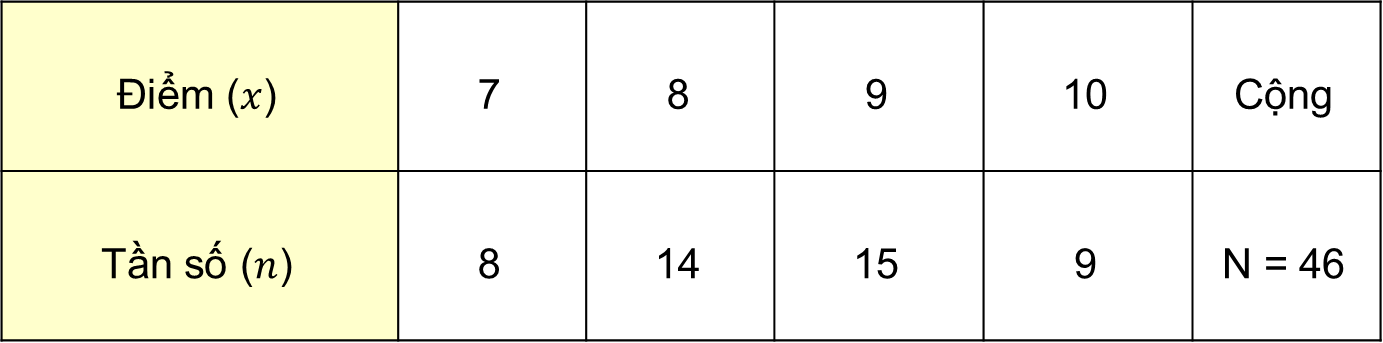 Điểm (𝑥) 7 8 9 10 Cộng
Tần số (𝑛) 8 14 15 9 N = 46